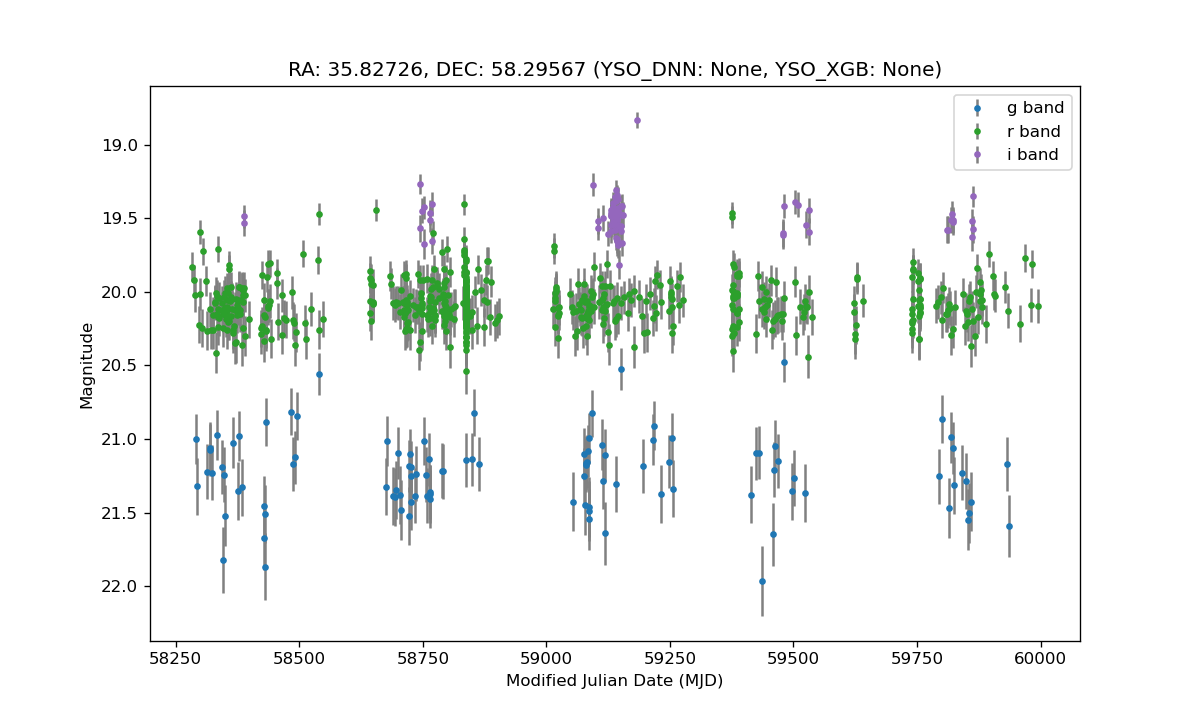 RA: 35.82726, DEC: 58.29567 (YSO_DNN: None, YSO_XGB: None)
g band
r band
i band
19.0
19.5
20.0
20.5
21.0
21.5
22.0
Magnitude
58250 58500 58750 59000 59250 59500 59750 60000
Modified Julian Date (MJD)